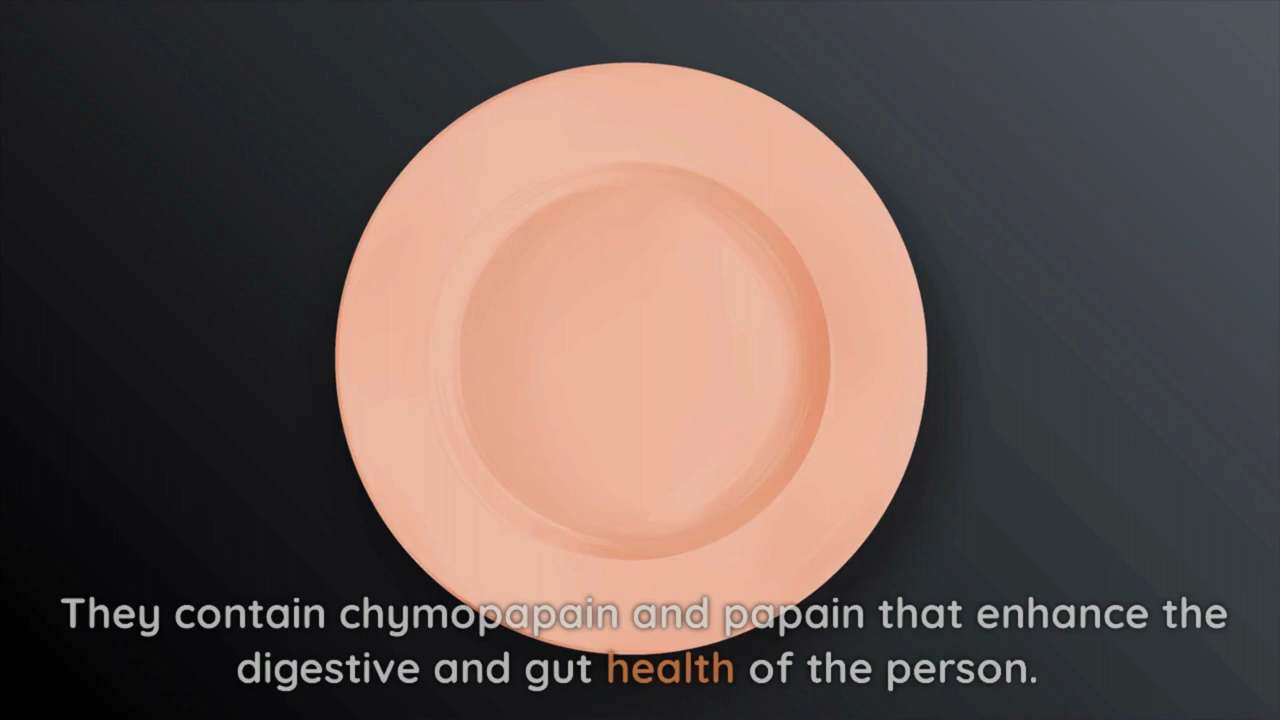 They contain chymopapain and papain that enhance the
digestive and gut health of the person.